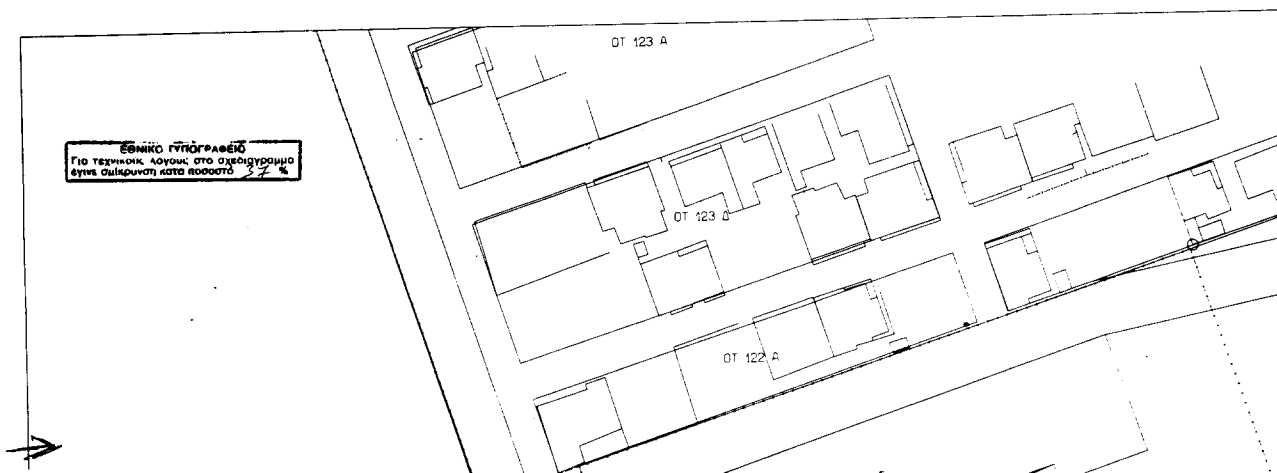 ΟΤ 123 Α
ΕΘΝΙΚΟ ΤΥΠΟΓΡΑΦΕΙΟ
Για τεχνικούς λόγους στο σχεδιάγραμμα
έγινε σμίκρυνση κατά ποσοστό 37 %
ΟΤ 123 Δ
ΟΤ 122 Α